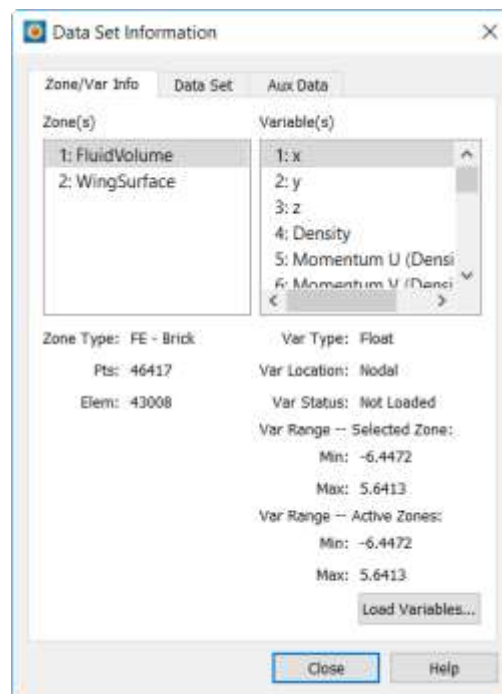 Data Set Information
Zone/Var Info Data Set Aux Data
Zone(s) Variable(s)
1: FluidVolume
2: WingSurface
1: x
2: y
3: z
4: Density
5: Momentum U (Densi
6: Momentum V (Densi
Zone Type: FE - Brick
Pts: 46417
Elem: 43008
Var Type: Float
Var Location: Nodal
Var Status: Not Loaded
Var Range -- Selected Zone:
Min: -6.4472
Max: 5.6413
Var Range -- Active Zones:
Min: -6.4472
Max: 5.6413
Load Variables...
Close Help